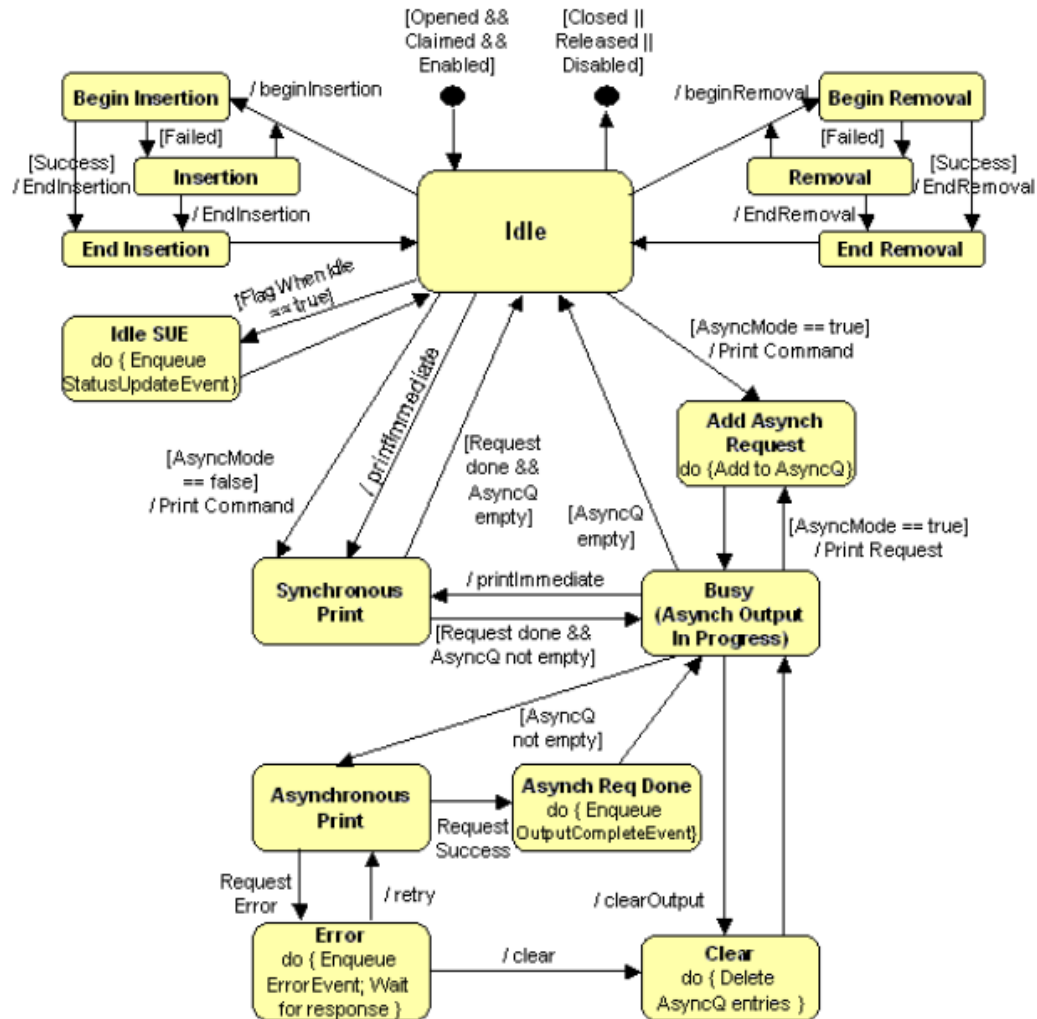 [Opened &&
Claimed &&
Enabled]
[Closed ||
Released ||
Disabled]
Begin Insertion
/ beginInsertion
/ beginRemoval
Begin Removal
[Failed]
[Failed]
[Success]
/ EndInsertion
Insertion
Removal
[Success]
/ EndRemoval
/ EndInsertion
/ EndRemoval
End Insertion
Idle
End Removal
[Flag When Idle
== true]
Idle SUE
do { Enqueue
StatusUpdateEvent}
[AsyncMode == true]
/ Print Command
/ printImmediate
Add Asynch
Request
do {Add to AsyncQ}
[AsyncMode
== false]
/ Print Command
[Request
done &&
AsyncQ
empty]
[AsyncQ
empty]
[AsyncMode == true]
/ Print Request
Synchronous
Print
/ printImmediate
Busy
(Asynch Output
In Progress)
[Request done &&
AsyncQ not empty]
[AsyncQ
not empty]
Asynchronous
Print
Asynch Req Done
do { Enqueue
OutputCompleteEvent}
Request
Success
Request
Error
/ retry
/ clearOutput
Error
do { Enqueue
ErrorEvent; Wait
for response }
/ clear
Clear
do { Delete
AsyncQ entries }